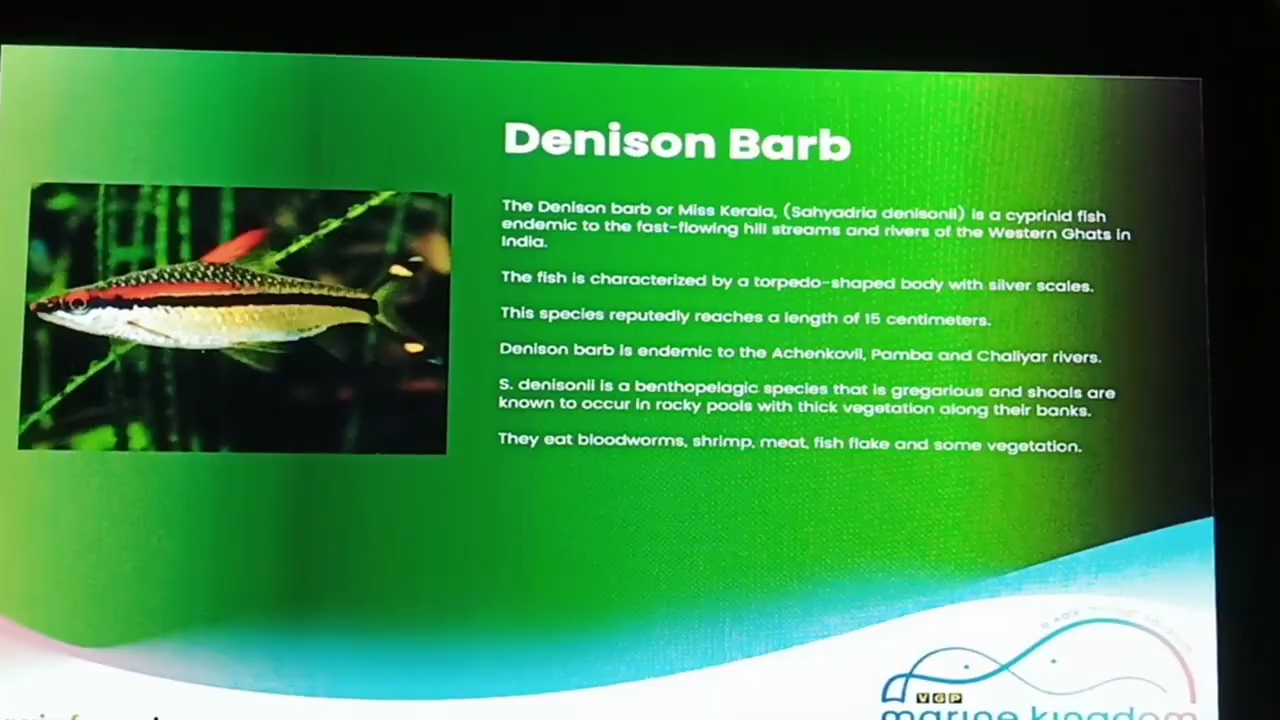 Denison Barb
The Denison barb or Miss Kerala, (Sahyadria denisonii) is a cyprinid fish
endemic to the fast-flowing hill streams and rivers of the Western Ghats in
India.
The fish is characterized by a torpedo-shaped body with silver scales.
This species reputedly reaches a length of 15 centimeters.
Denison barb is endemic to the Achenkovil, Pamba and Chaliyar rivers.
S. denisonii is a benthopelagic species that is gregarious and shoals are
known to occur in rocky pools with thick vegetation along their banks.
They eat bloodworms, shrimp, meat, fish flake and some vegetation.
VGP
marine kingdom